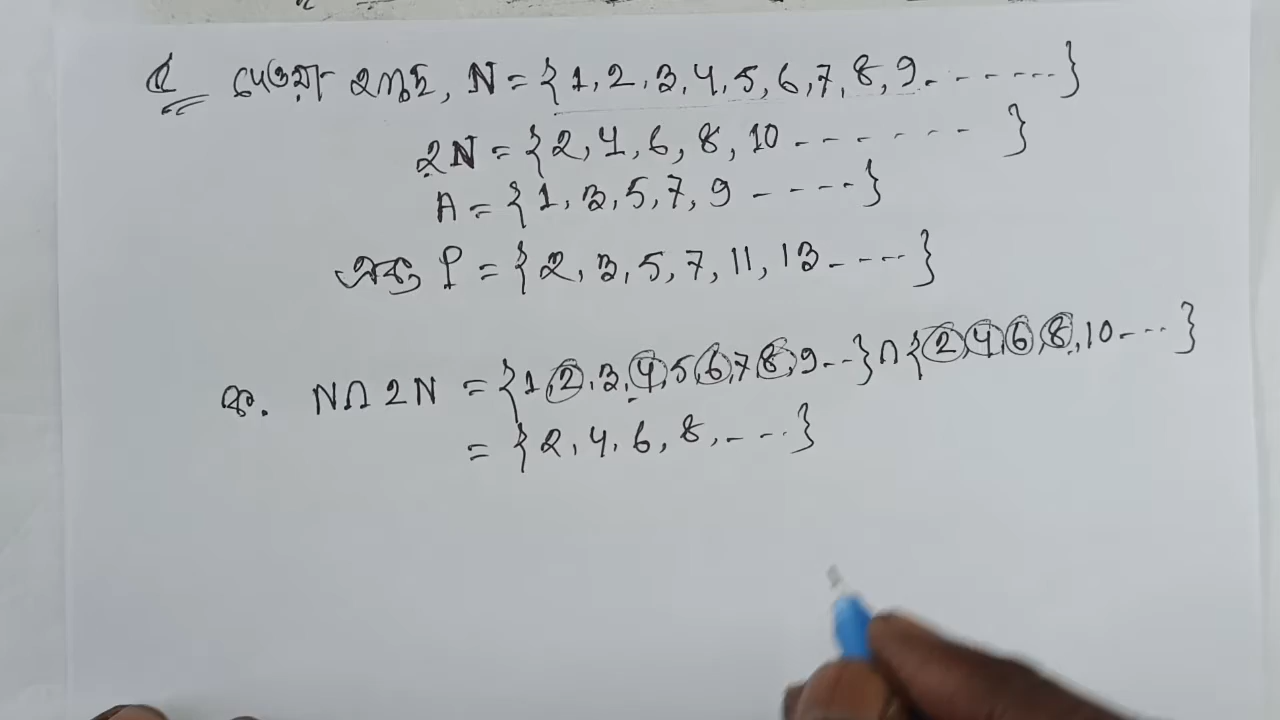 দেওয়া N = {1, 2, 3, 4, 5, 6, 7, 8, 9.------}
2N = {2, 4, 6, 8, 10 -------}
A = {1, 3, 5, 7, 9 ----}
এবং P = {2, 3, 5, 7, 11, 13.----}
ক. N∩2N = {1,2,3,4,5,6,7,8,9---}∩{2,4,6,8,10----}
= {2, 4, 6, 8, ----}